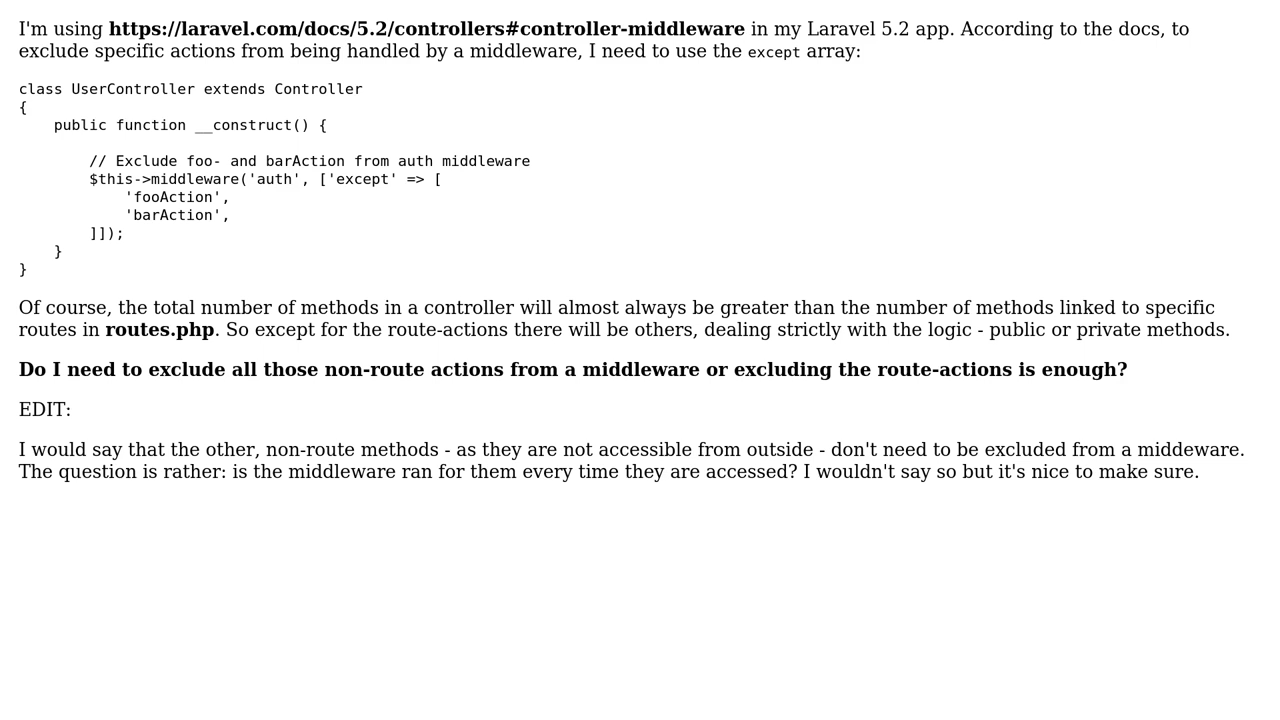 I'm using https://laravel.com/docs/5.2/controllers#controller-middleware in my Laravel 5.2 app. According to the docs, to
exclude specific actions from being handled by a middleware, I need to use the except array:
class UserController extends Controller
{
    public function __construct() {
        // Exclude foo- and barAction from auth middleware
        $this->middleware('auth', ['except' => [
            'fooAction',
            'barAction',
        ]]);
    }
}
Of course, the total number of methods in a controller will almost always be greater than the number of methods linked to specific
routes in routes.php. So except for the route-actions there will be others, dealing strictly with the logic - public or private methods.
Do I need to exclude all those non-route actions from a middleware or excluding the route-actions is enough?
EDIT:
I would say that the other, non-route methods - as they are not accessible from outside - don't need to be excluded from a middeware.
The question is rather: is the middleware ran for them every time they are accessed? I wouldn't say so but it's nice to make sure.